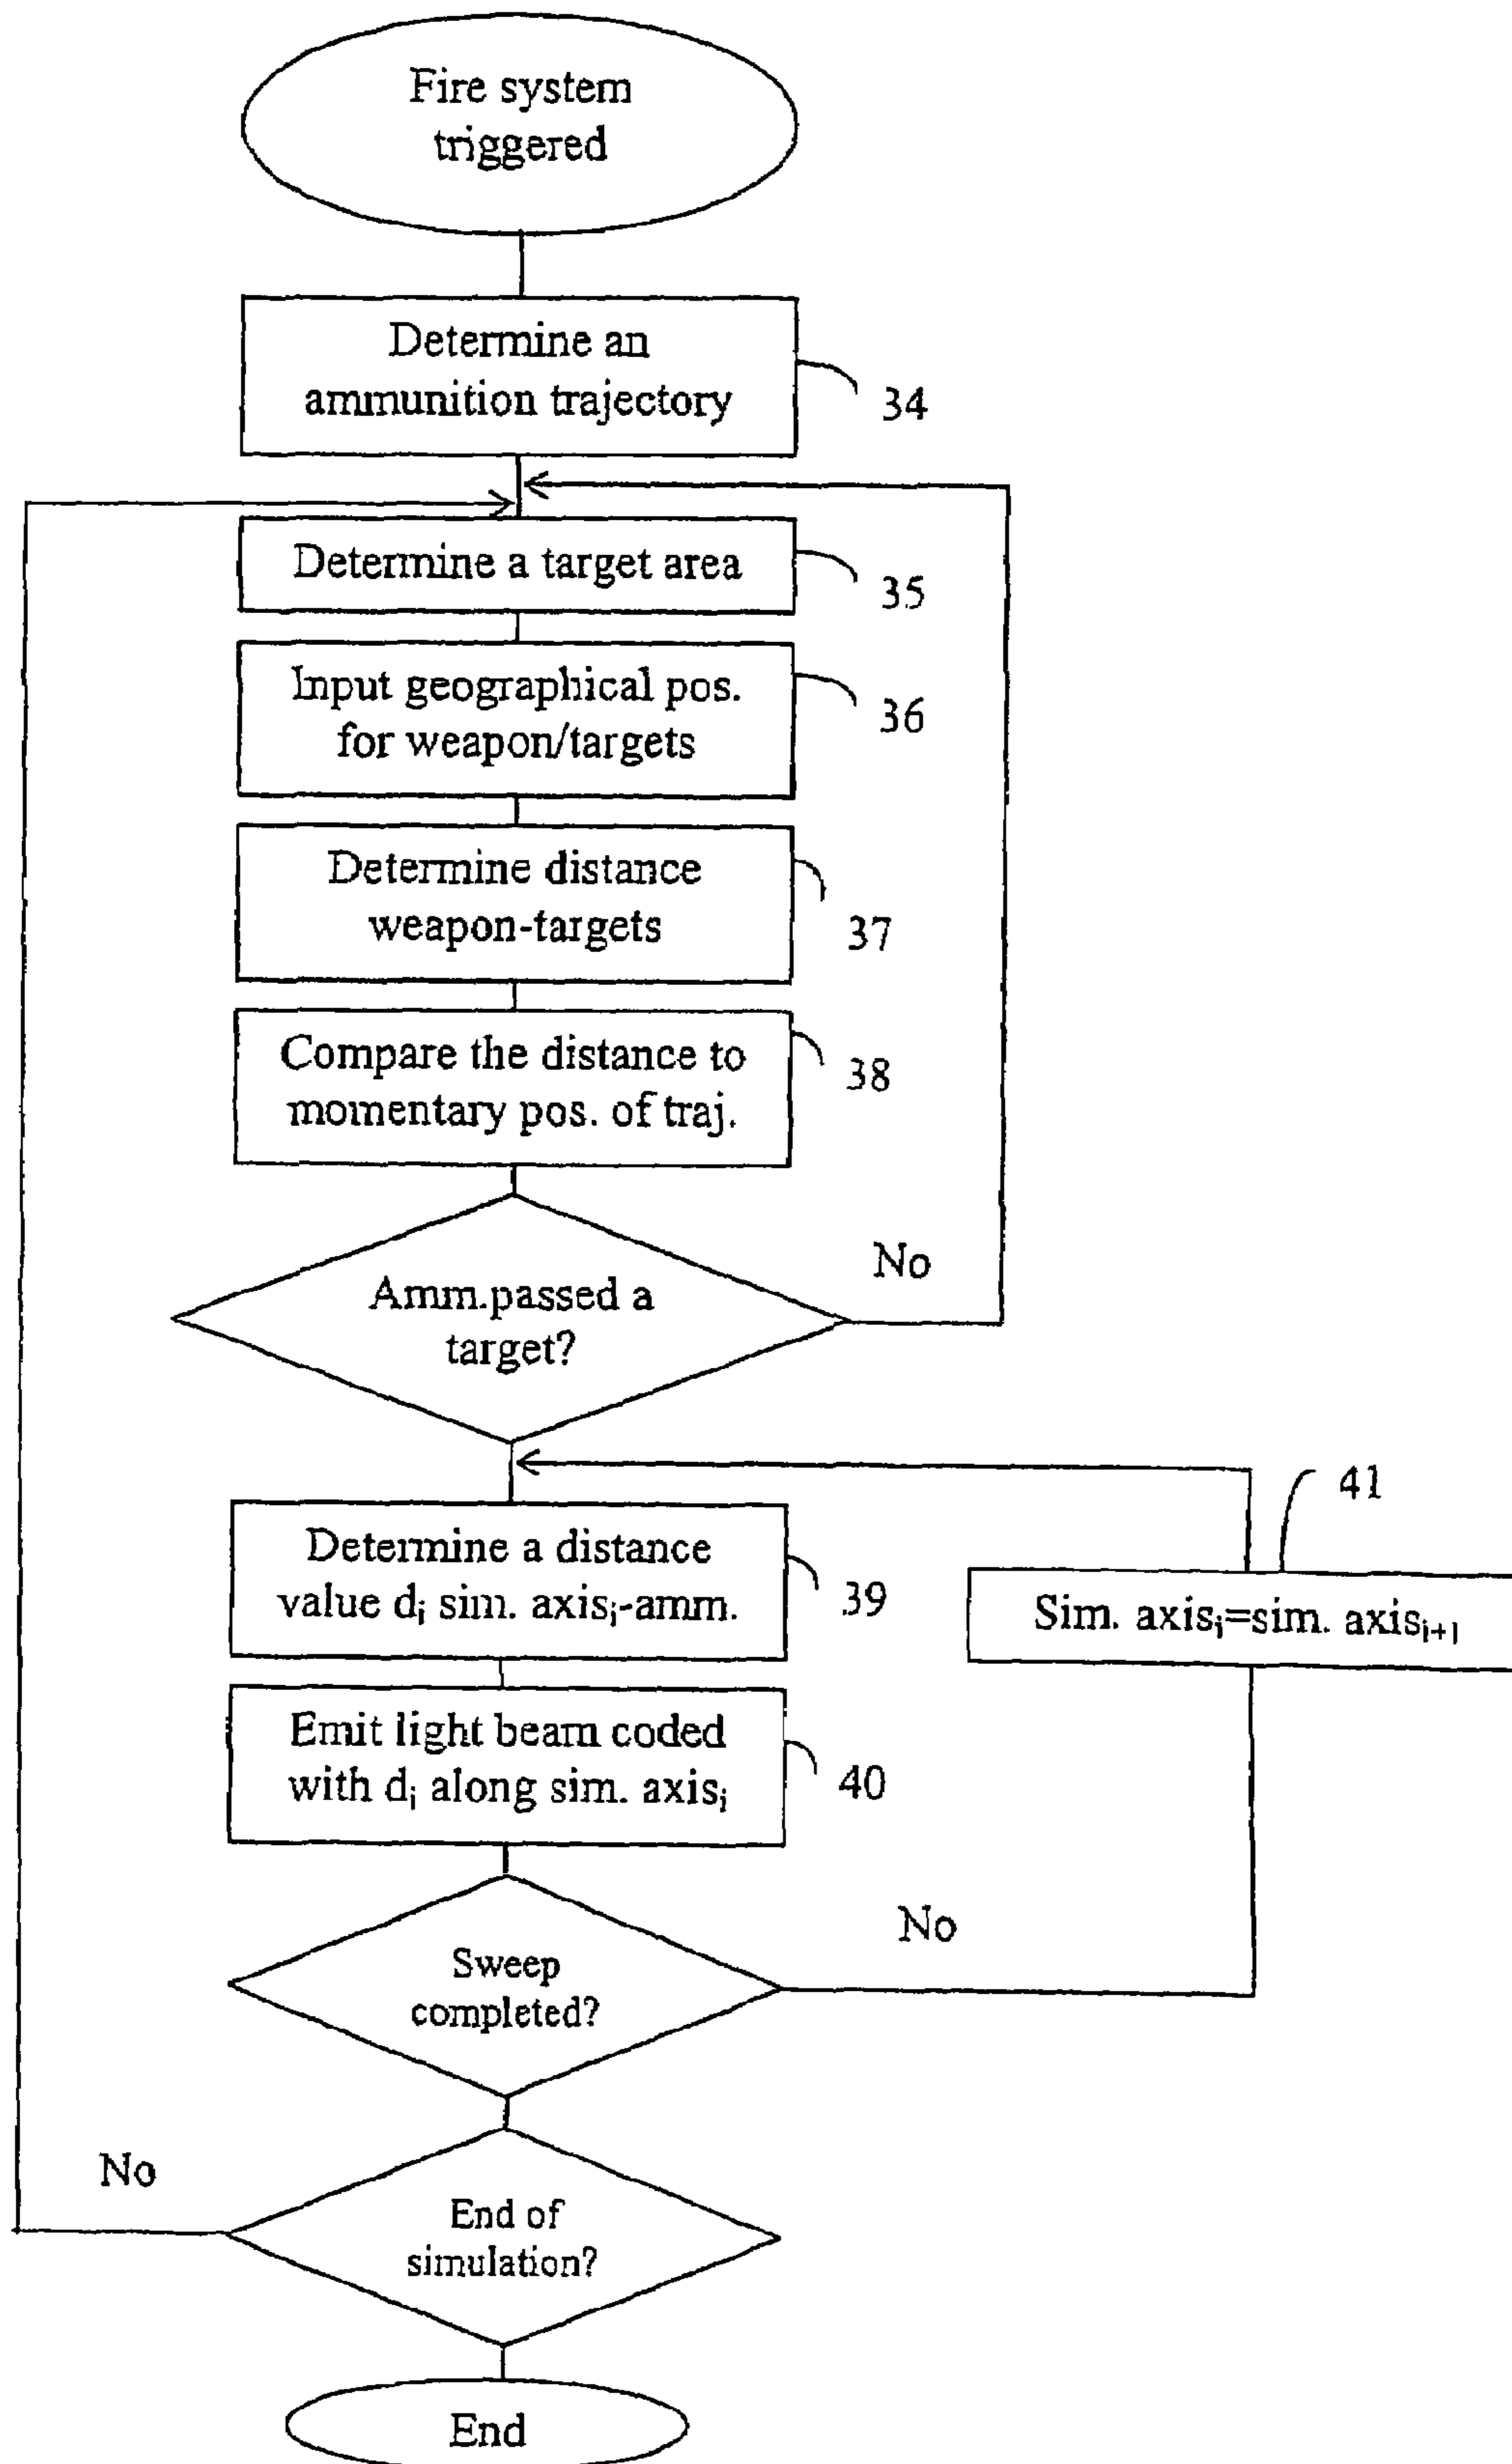 Fire system
triggered
Determine an
ammunition trajectory
34
Determine a target area
35
Input geographical pos.
for weapon/targets
36
Determine distance
weapon-targets
37
Compare the distance to
momentary pos. of traj.
38
Amm.passed a
target?
No
Determine a distance
value dᵢ sim. axisᵢ-amm.
39
41
Sim. axisᵢ=sim. axisᵢ₊₁
Emit light beam coded
with dᵢ along sim. axisᵢ
40
Sweep
completed?
No
End of
simulation?
No
End